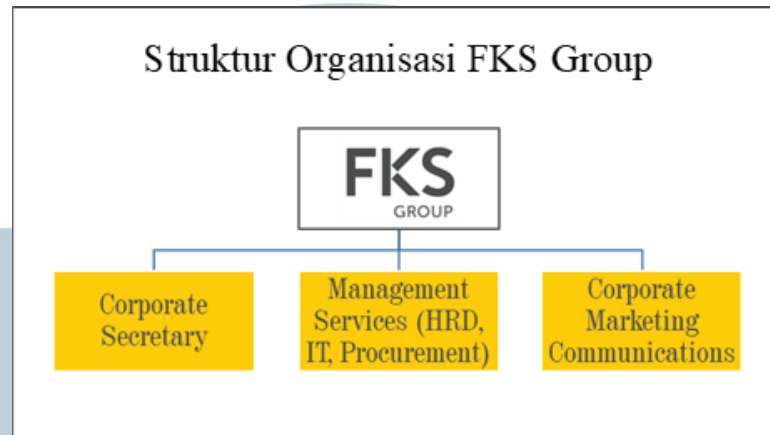 Struktur Organisasi FKS Group
FKS
GROUP
Corporate
Secretary
Management
Services (HRD,
IT, Procurement)
Corporate
Marketing
Communications